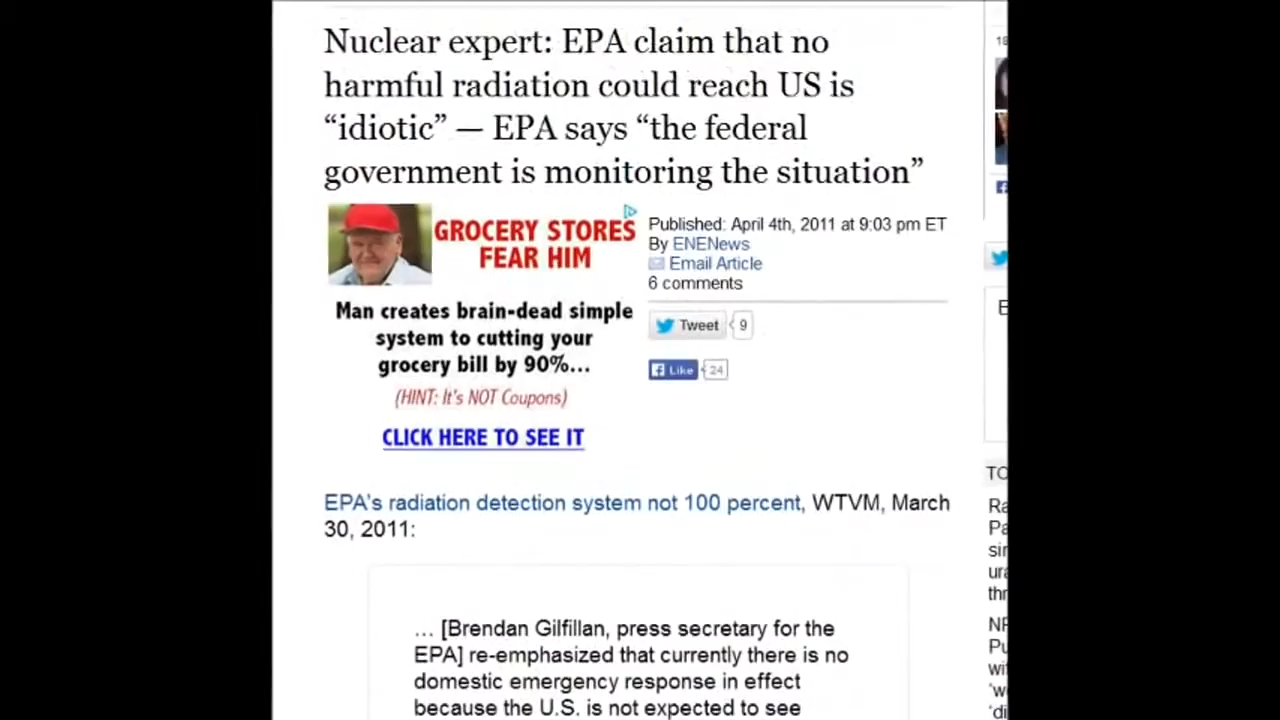 Nuclear expert: EPA claim that no
harmful radiation could reach US is
“idiotic” — EPA says “the federal
government is monitoring the situation”
GROCERY STORES
FEAR HIM
Man creates brain-dead simple
system to cutting your
grocery bill by 90%...
(HINT: It's NOT Coupons)
CLICK HERE TO SEE IT
Published: April 4th, 2011 at 9:03 pm ET
By ENENews
Email Article
6 comments
Tweet 9
Like 24
EPA's radiation detection system not 100 percent, WTVM, March
30, 2011:
… [Brendan Gilfillan, press secretary for the
EPA] re-emphasized that currently there is no
domestic emergency response in effect
because the U.S. is not expected to see